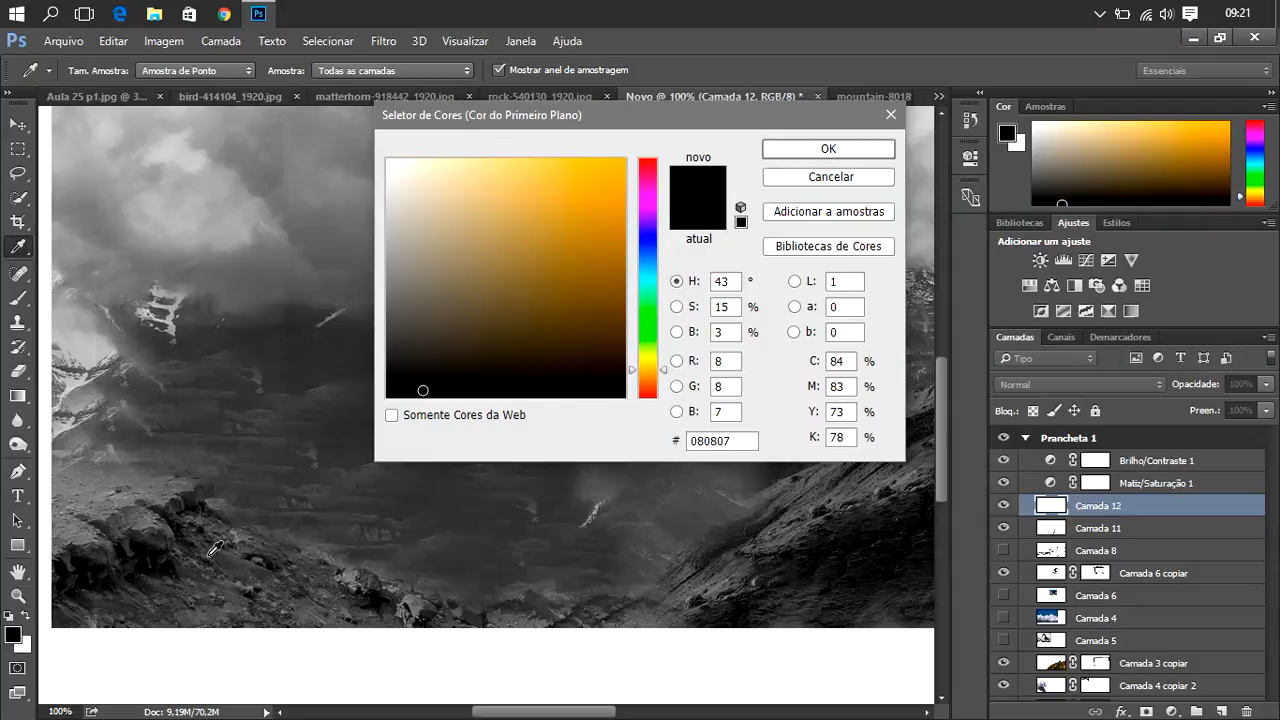 09:21
Ps
Ps Arquivo Editar Imagem Camada Texto Selecionar Filtro 3D Visualizar Janela Ajuda
Tam. Amostra: Amostra de Ponto Amostra: Todas as camadas Mostrar anel de amostragem Essenciais
Aula 25 p1.jpg @ 3... × bird-414104_1920.jpg × matterhorn-918442_1920.jpg × rock-540130_1920.jpg × Novo @ 100% (Camada 12, RGB/8) * × mountain-8018
Seletor de Cores (Cor do Primeiro Plano)
novo
atual
OK
Cancelar
Adicionar a amostras
Bibliotecas de Cores
H: 43 ° L: 1
S: 15 % a: 0
B: 3 % b: 0
R: 8 C: 84 %
G: 8 M: 83 %
B: 7 Y: 73 %
# 080807 K: 78 %
Somente Cores da Web
Cor Amostras
Bibliotecas Ajustes Estilos
Adicionar um ajuste
Camadas Canais Demarcadores
Tipo
Normal Opacidade: 100%
Bloq.: Preen.: 100%
Prancheta 1
Brilho/Contraste 1
Matiz/Saturação 1
Camada 12
Camada 11
Camada 8
Camada 6 copiar
Camada 6
Camada 4
Camada 5
Camada 3 copiar
Camada 4 copiar 2
fx
100% Doc: 9,19M/70,2M